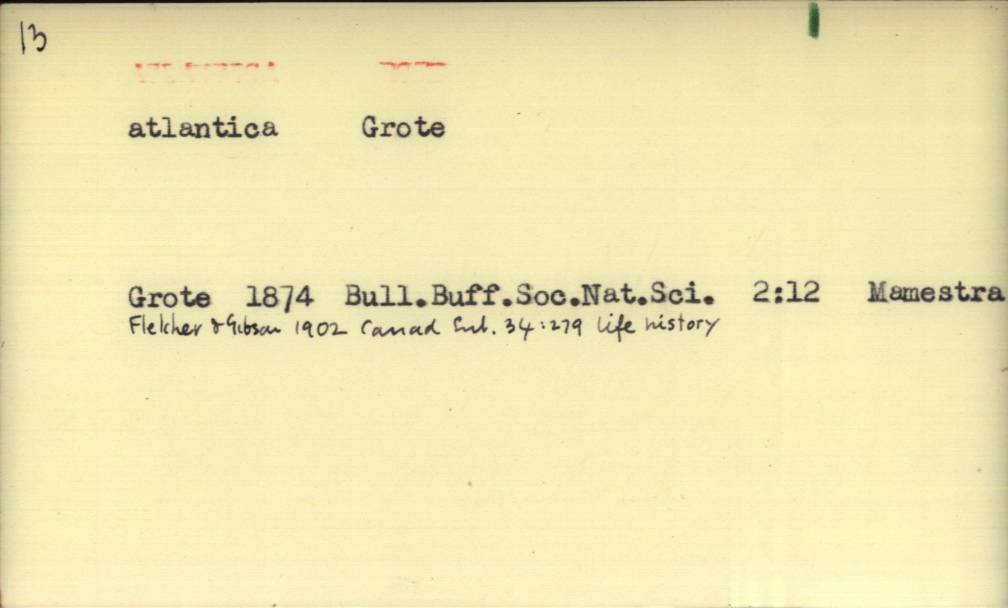 13
atlantica Grote
Grote 1874 Bull.Buff.Soc.Nat.Sci. 2:12 Mamestra
Fletcher & Gibson 1902 Canad Ent. 34:279 life history